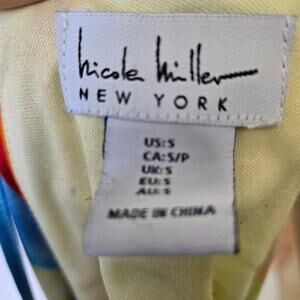 nicole miller
NEW YORK
US:S
CA:S/P
UK:S
EU:S
AU:S
MADE IN CHINA